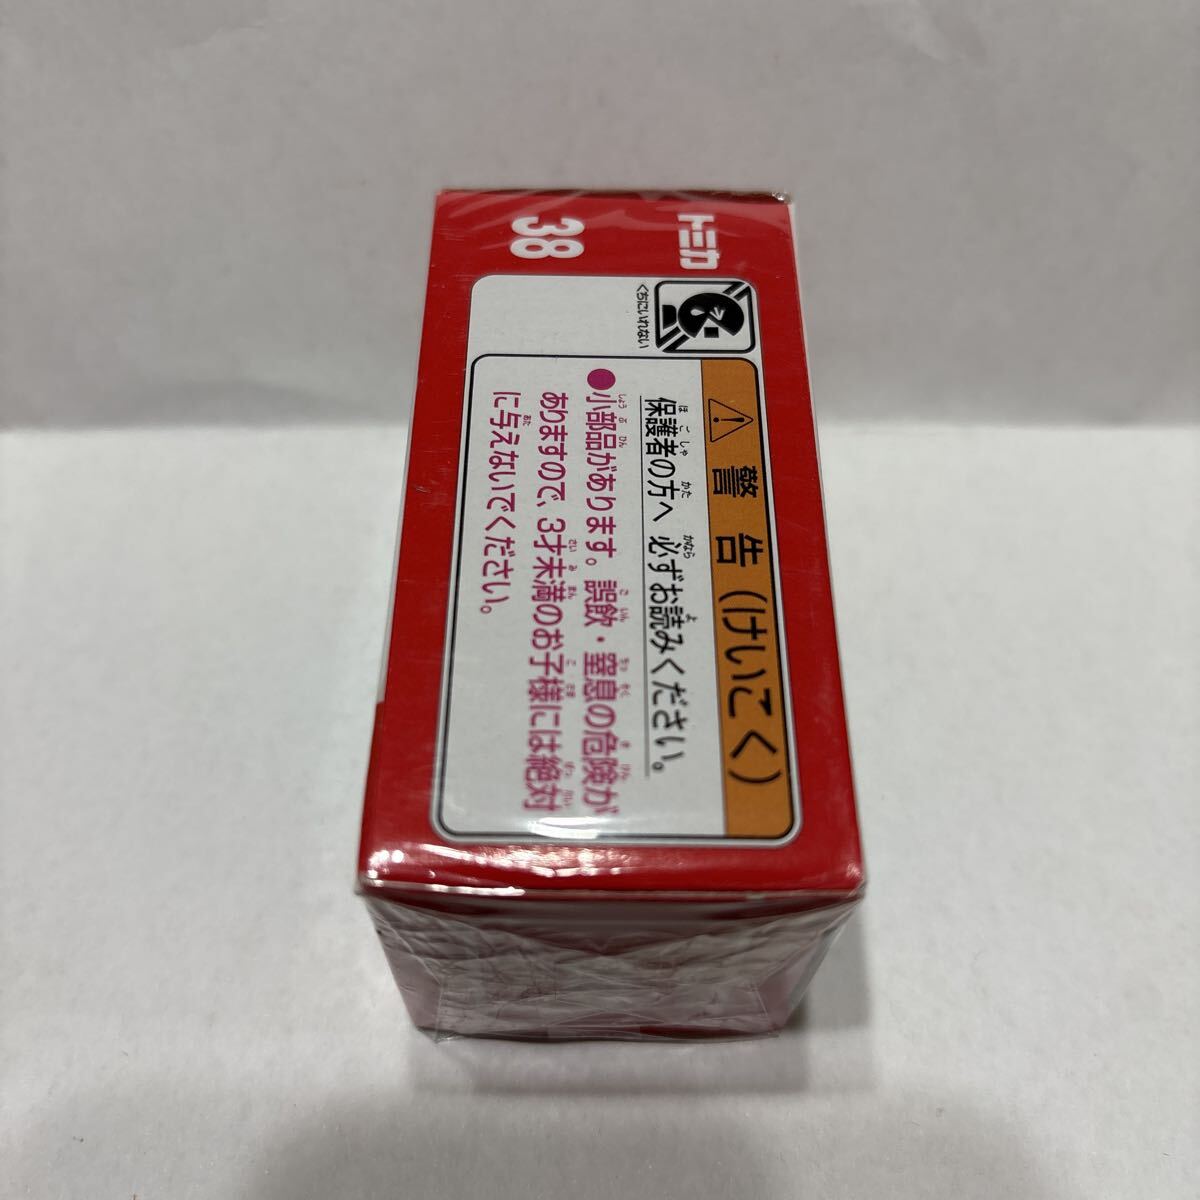 トミカ
38
くちにいれない
警告(けいこく)
保護者の方へ 必ずお読みください。
●小部品があります。誤飲・窒息の危険が
ありますので、3才未満のお子様には絶対
に与えないでください。